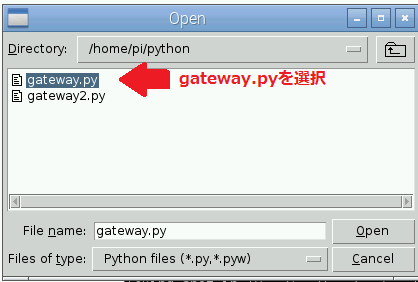 Open
Directory: /home/pi/python
gateway.py gateway.pyを選択
gateway2.py
File name: gateway.py Open
Files of type: Python files (*.py,*.pyw) Cancel